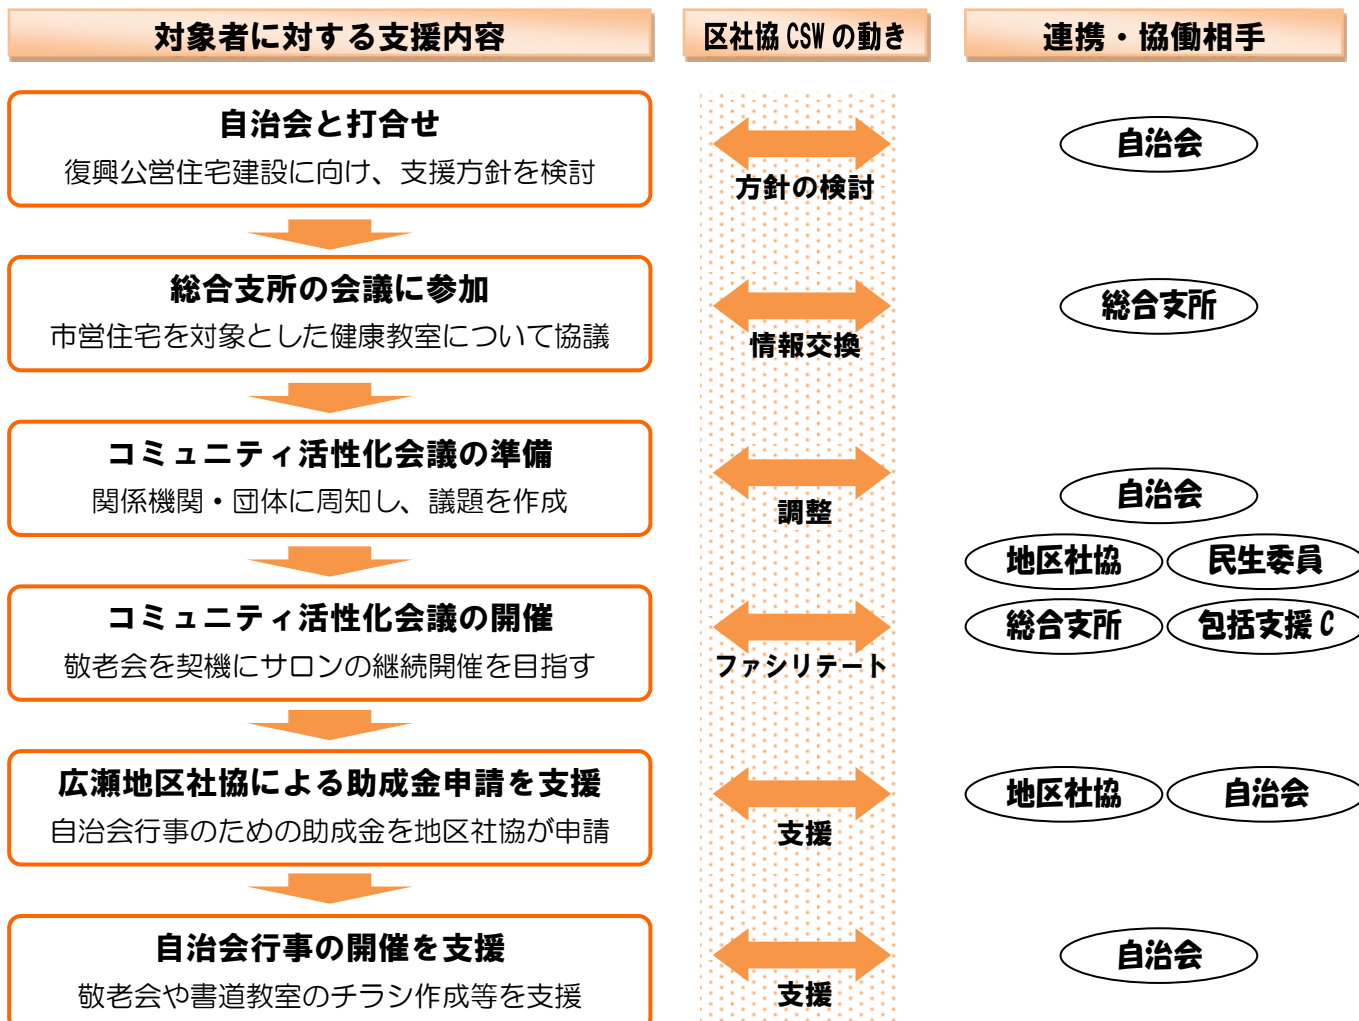 対象者に対する支援内容
区社協CSWの動き
連携・協働相手
自治会と打合せ
復興公営住宅建設に向け、支援方針を検討
方針の検討
自治会
総合支所の会議に参加
市営住宅を対象とした健康教室について協議
情報交換
総合支所
コミュニティ活性化会議の準備
関係機関・団体に周知し、議題を作成
調整
自治会
地区社協
民生委員
コミュニティ活性化会議の開催
敬老会を契機にサロンの継続開催を目指す
ファシリテート
総合支所
包括支援C
広瀬地区社協による助成金申請を支援
自治会行事のための助成金を地区社協が申請
支援
地区社協
自治会
自治会行事の開催を支援
敬老会や書道教室のチラシ作成等を支援
支援
自治会